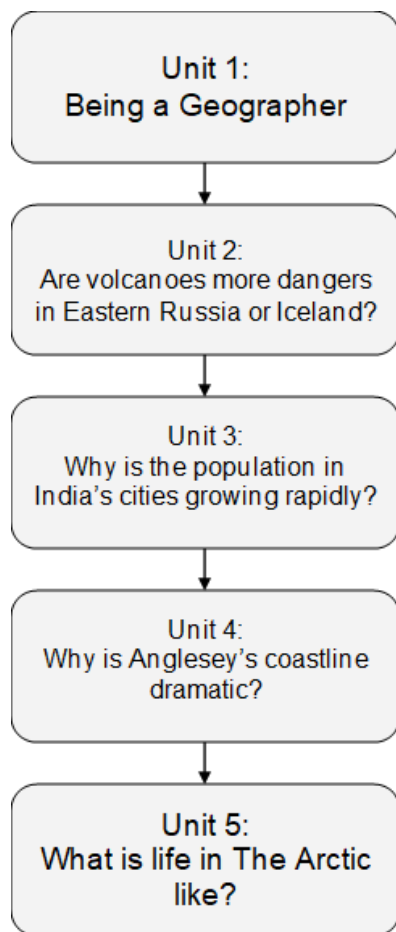 Unit 1:
Being a Geographer
Unit 2:
Are volcanoes more dangers
in Eastern Russia or Iceland?
Unit 3:
Why is the population in
India’s cities growing rapidly?
Unit 4:
Why is Anglesey’s coastline
dramatic?
Unit 5:
What is life in The Arctic
like?